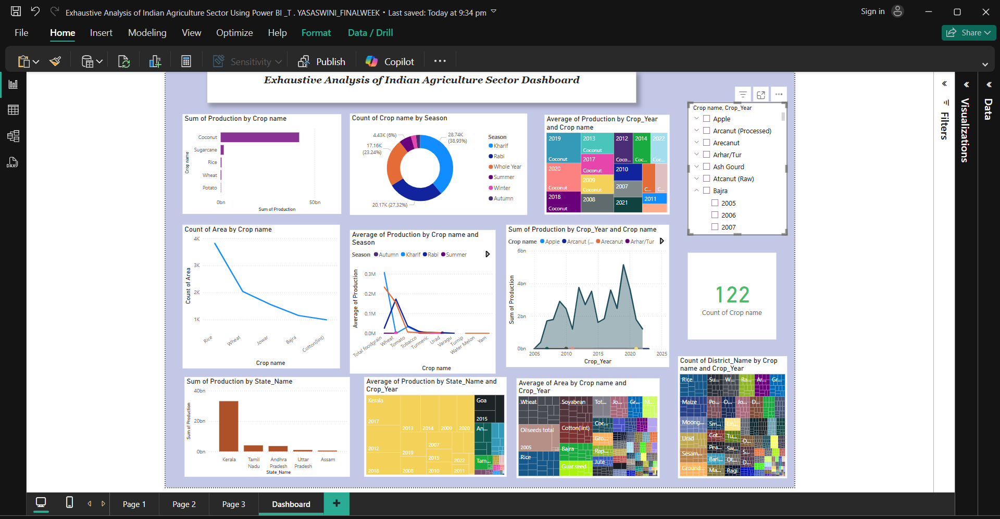 Exhaustive Analysis of Indian Agriculture Sector Using Power BI _T . YASASWINI_FINALWEEK • Last saved: Today at 9:34 pm
Sign in
File Home Insert Modeling View Optimize Help Format Data / Drill
Share
Sensitivity
Publish
Copilot
DAX
Exhaustive Analysis of Indian Agriculture Sector Dashboard
Sum of Production by Crop name
Crop name
Coconut
Sugarcane
Rice
Wheat
Potato
0bn 50bn
Sum of Production
Count of Crop name by Season
4.43K (6%)
17.16K
(23.24%)
28.74K
(38.93%)
20.17K (27.32%)
Season
Kharif
Rabi
Whole Year
Summer
Winter
Autumn
Average of Production by Crop_Year
and Crop name
2019
Coconut
2020
Coconut
2018
Coconut
2013
Coconut
2017
Coconut
2009
Coconut
2008
2012
Coco...
2014
Coc...
2022
Coc...
2010
2007
2021
C...
C...
2011
Crop name, Crop_Year
Apple
Arcanut (Processed)
Arecanut
Arhar/Tur
Ash Gourd
Atcanut (Raw)
Bajra
2005
2006
2007
Filters
Visualizations
Data
Count of Area by Crop name
Count of Area
4K
3K
2K
1K
Rice Wheat Jowar Bajra Cotton(lint)
Crop name
Average of Production by Crop name and
Season
Season Autumn Kharif Rabi Summer
Average of Production
0.3M
0.2M
0.1M
0.0M
Total foodgrain Wheat Tomato Tobacco Turmeric Urad Varagu Turnip Water Melon Yam
Crop name
Sum of Production by Crop_Year and Crop name
Crop name Apple Arcanut (... Arecanut Arhar/Tur
Sum of Production
6bn
4bn
2bn
0bn
2005 2010 2015 2020 2025
Crop_Year
122
Count of Crop name
Sum of Production by State_Name
Sum of Production
40bn
20bn
0bn
Kerala Tamil Nadu Andhra Pradesh Uttar Pradesh Assam
State_Name
Average of Production by State_Name and
Crop_Year
Kerala
2017
2012
2018
2013
2014
2009
2020
2019
2008
2007
2015
2010
2022
2011
Goa
2015
An...
Tam...
Average of Area by Crop name and
Crop_Year
Wheat
Oilseeds total
2005
Rice
Soyabean
Cotton(lint)
Bajra
Guar seed
Tot...
Jo...
Gr...
M...
Coc...
Gro...
Rap...
Jute
Count of District_Name by Crop
name and Crop_Year
Rice
Maize
Moong...
Urad
Sesam...
Ground...
Su...
W...
Ra...
Ar...
Gr...
Po...
O...
Jo...
D...
Sm...
Cot...
Tu...
Pea...
Sw...
Barl...
Ot...
Ma...
Ragi
O...
S...
D...
Page 1 Page 2 Page 3 Dashboard